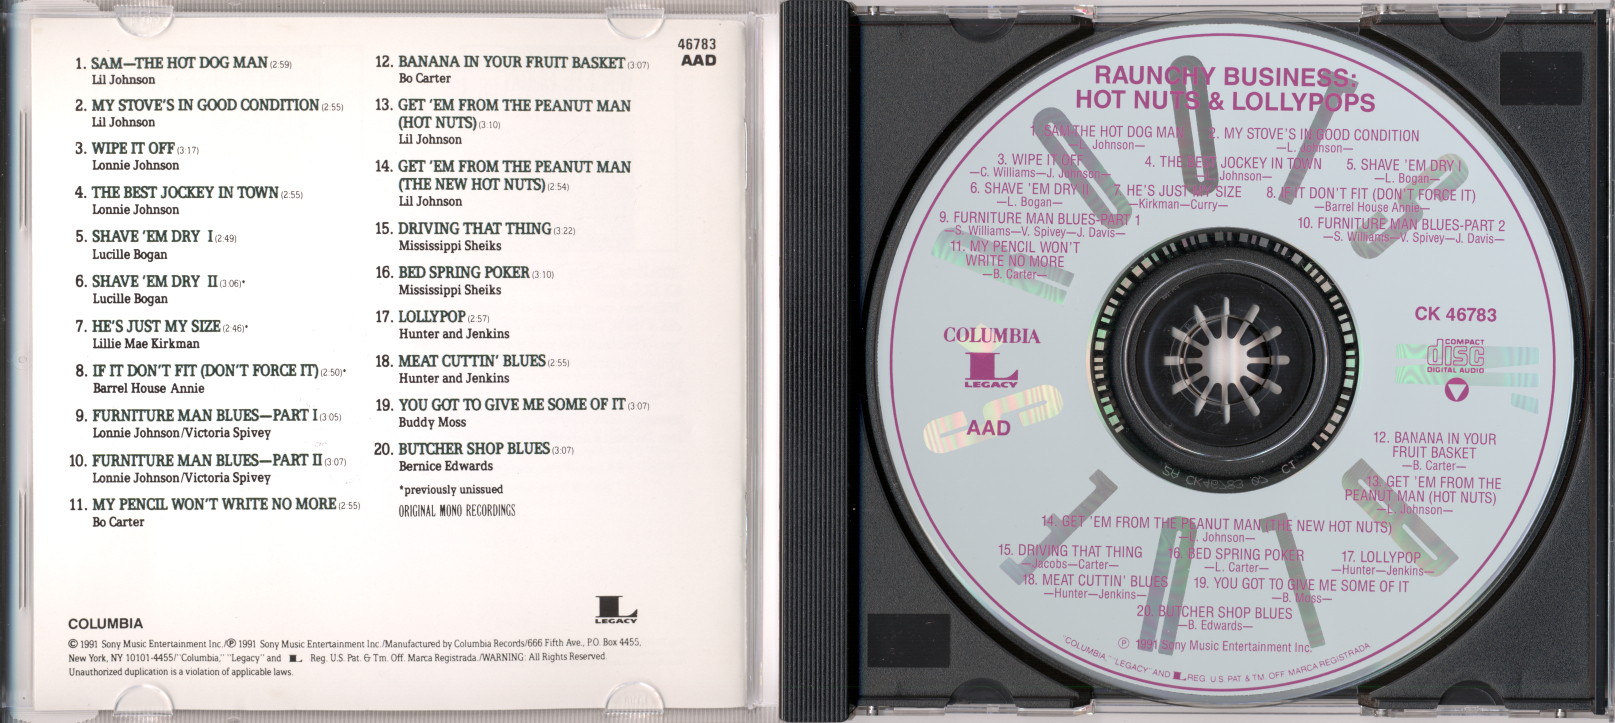 46783
AAD
1. SAM—THE HOT DOG MAN (2:59)
Lil Johnson
2. MY STOVE'S IN GOOD CONDITION (2:55)
Lil Johnson
3. WIPE IT OFF (3:17)
Lonnie Johnson
4. THE BEST JOCKEY IN TOWN (2:55)
Lonnie Johnson
5. SHAVE 'EM DRY I (2:49)
Lucille Bogan
6. SHAVE 'EM DRY II (3:06)*
Lucille Bogan
7. HE'S JUST MY SIZE (2:46)*
Lillie Mae Kirkman
8. IF IT DON'T FIT (DON'T FORCE IT) (2:50)*
Barrel House Annie
9. FURNITURE MAN BLUES—PART I (3:05)
Lonnie Johnson/Victoria Spivey
10. FURNITURE MAN BLUES—PART II (3:07)
Lonnie Johnson/Victoria Spivey
11. MY PENCIL WON'T WRITE NO MORE (2:55)
Bo Carter
12. BANANA IN YOUR FRUIT BASKET (3:07)
Bo Carter
13. GET 'EM FROM THE PEANUT MAN
(HOT NUTS) (3:10)
Lil Johnson
14. GET 'EM FROM THE PEANUT MAN
(THE NEW HOT NUTS) (2:54)
Lil Johnson
15. DRIVING THAT THING (3:22)
Mississippi Sheiks
16. BED SPRING POKER (3:10)
Mississippi Sheiks
17. LOLLYPOP (2:57)
Hunter and Jenkins
18. MEAT CUTTIN' BLUES (2:55)
Hunter and Jenkins
19. YOU GOT TO GIVE ME SOME OF IT (3:07)
Buddy Moss
20. BUTCHER SHOP BLUES (3:07)
Bernice Edwards
*previously unissued
ORIGINAL MONO RECORDINGS
COLUMBIA
L
LEGACY
© 1991 Sony Music Entertainment Inc./℗ 1991 Sony Music Entertainment Inc./Manufactured by Columbia Records/666 Fifth Ave., P.O. Box 4455,
New York, NY 10101-4455/"Columbia," "Legacy" and L Reg. U.S. Pat. & Tm. Off. Marca Registrada./WARNING: All Rights Reserved.
Unauthorized duplication is a violation of applicable laws.
RAUNCHY BUSINESS:
HOT NUTS & LOLLYPOPS
1. SAM-THE HOT DOG MAN 2. MY STOVE'S IN GOOD CONDITION
—L. Johnson— —L. Johnson—
3. WIPE IT OFF 4. THE BEST JOCKEY IN TOWN 5. SHAVE 'EM DRY I
—C. Williams—J. Johnson— Johnson— —L. Bogan—
6. SHAVE 'EM DRY II 7. HE'S JUST MY SIZE 8. IF IT DON'T FIT (DON'T FORCE IT)
—L. Bogan— —Kirkman—Curry— —Barrel House Annie—
9. FURNITURE MAN BLUES-PART 1 10. FURNITURE MAN BLUES-PART 2
—S. Williams—V. Spivey—J. Davis— —S. Williams—V. Spivey—J. Davis—
11. MY PENCIL WON'T
WRITE NO MORE
—B. Carter—
COLUMBIA
L
LEGACY
AAD
CK 46783
COMPACT
disc
DIGITAL AUDIO
12. BANANA IN YOUR
FRUIT BASKET
—B. Carter—
13. GET 'EM FROM THE
PEANUT MAN (HOT NUTS)
—L. Johnson—
14. GET 'EM FROM THE PEANUT MAN (THE NEW HOT NUTS)
—L. Johnson—
15. DRIVING THAT THING 16. BED SPRING POKER 17. LOLLYPOP
—Jacobs—Carter— —L. Carter— —Hunter—Jenkins—
18. MEAT CUTTIN' BLUES 19. YOU GOT TO GIVE ME SOME OF IT
—Hunter—Jenkins— —B. Moss—
20. BUTCHER SHOP BLUES
—B. Edwards—
℗ 1991 Sony Music Entertainment Inc.
"COLUMBIA," "LEGACY" AND L REG. U.S. PAT. & TM. OFF. MARCA REGISTRADA